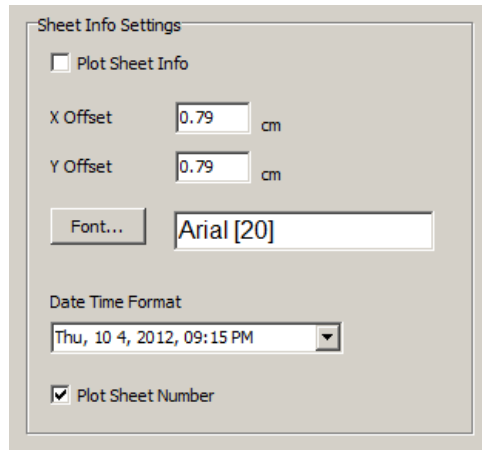 Sheet Info Settings
Plot Sheet Info
X Offset 0.79 cm
Y Offset 0.79 cm
Font... Arial [20]
Date Time Format
Thu, 10 4, 2012, 09:15 PM
Plot Sheet Number